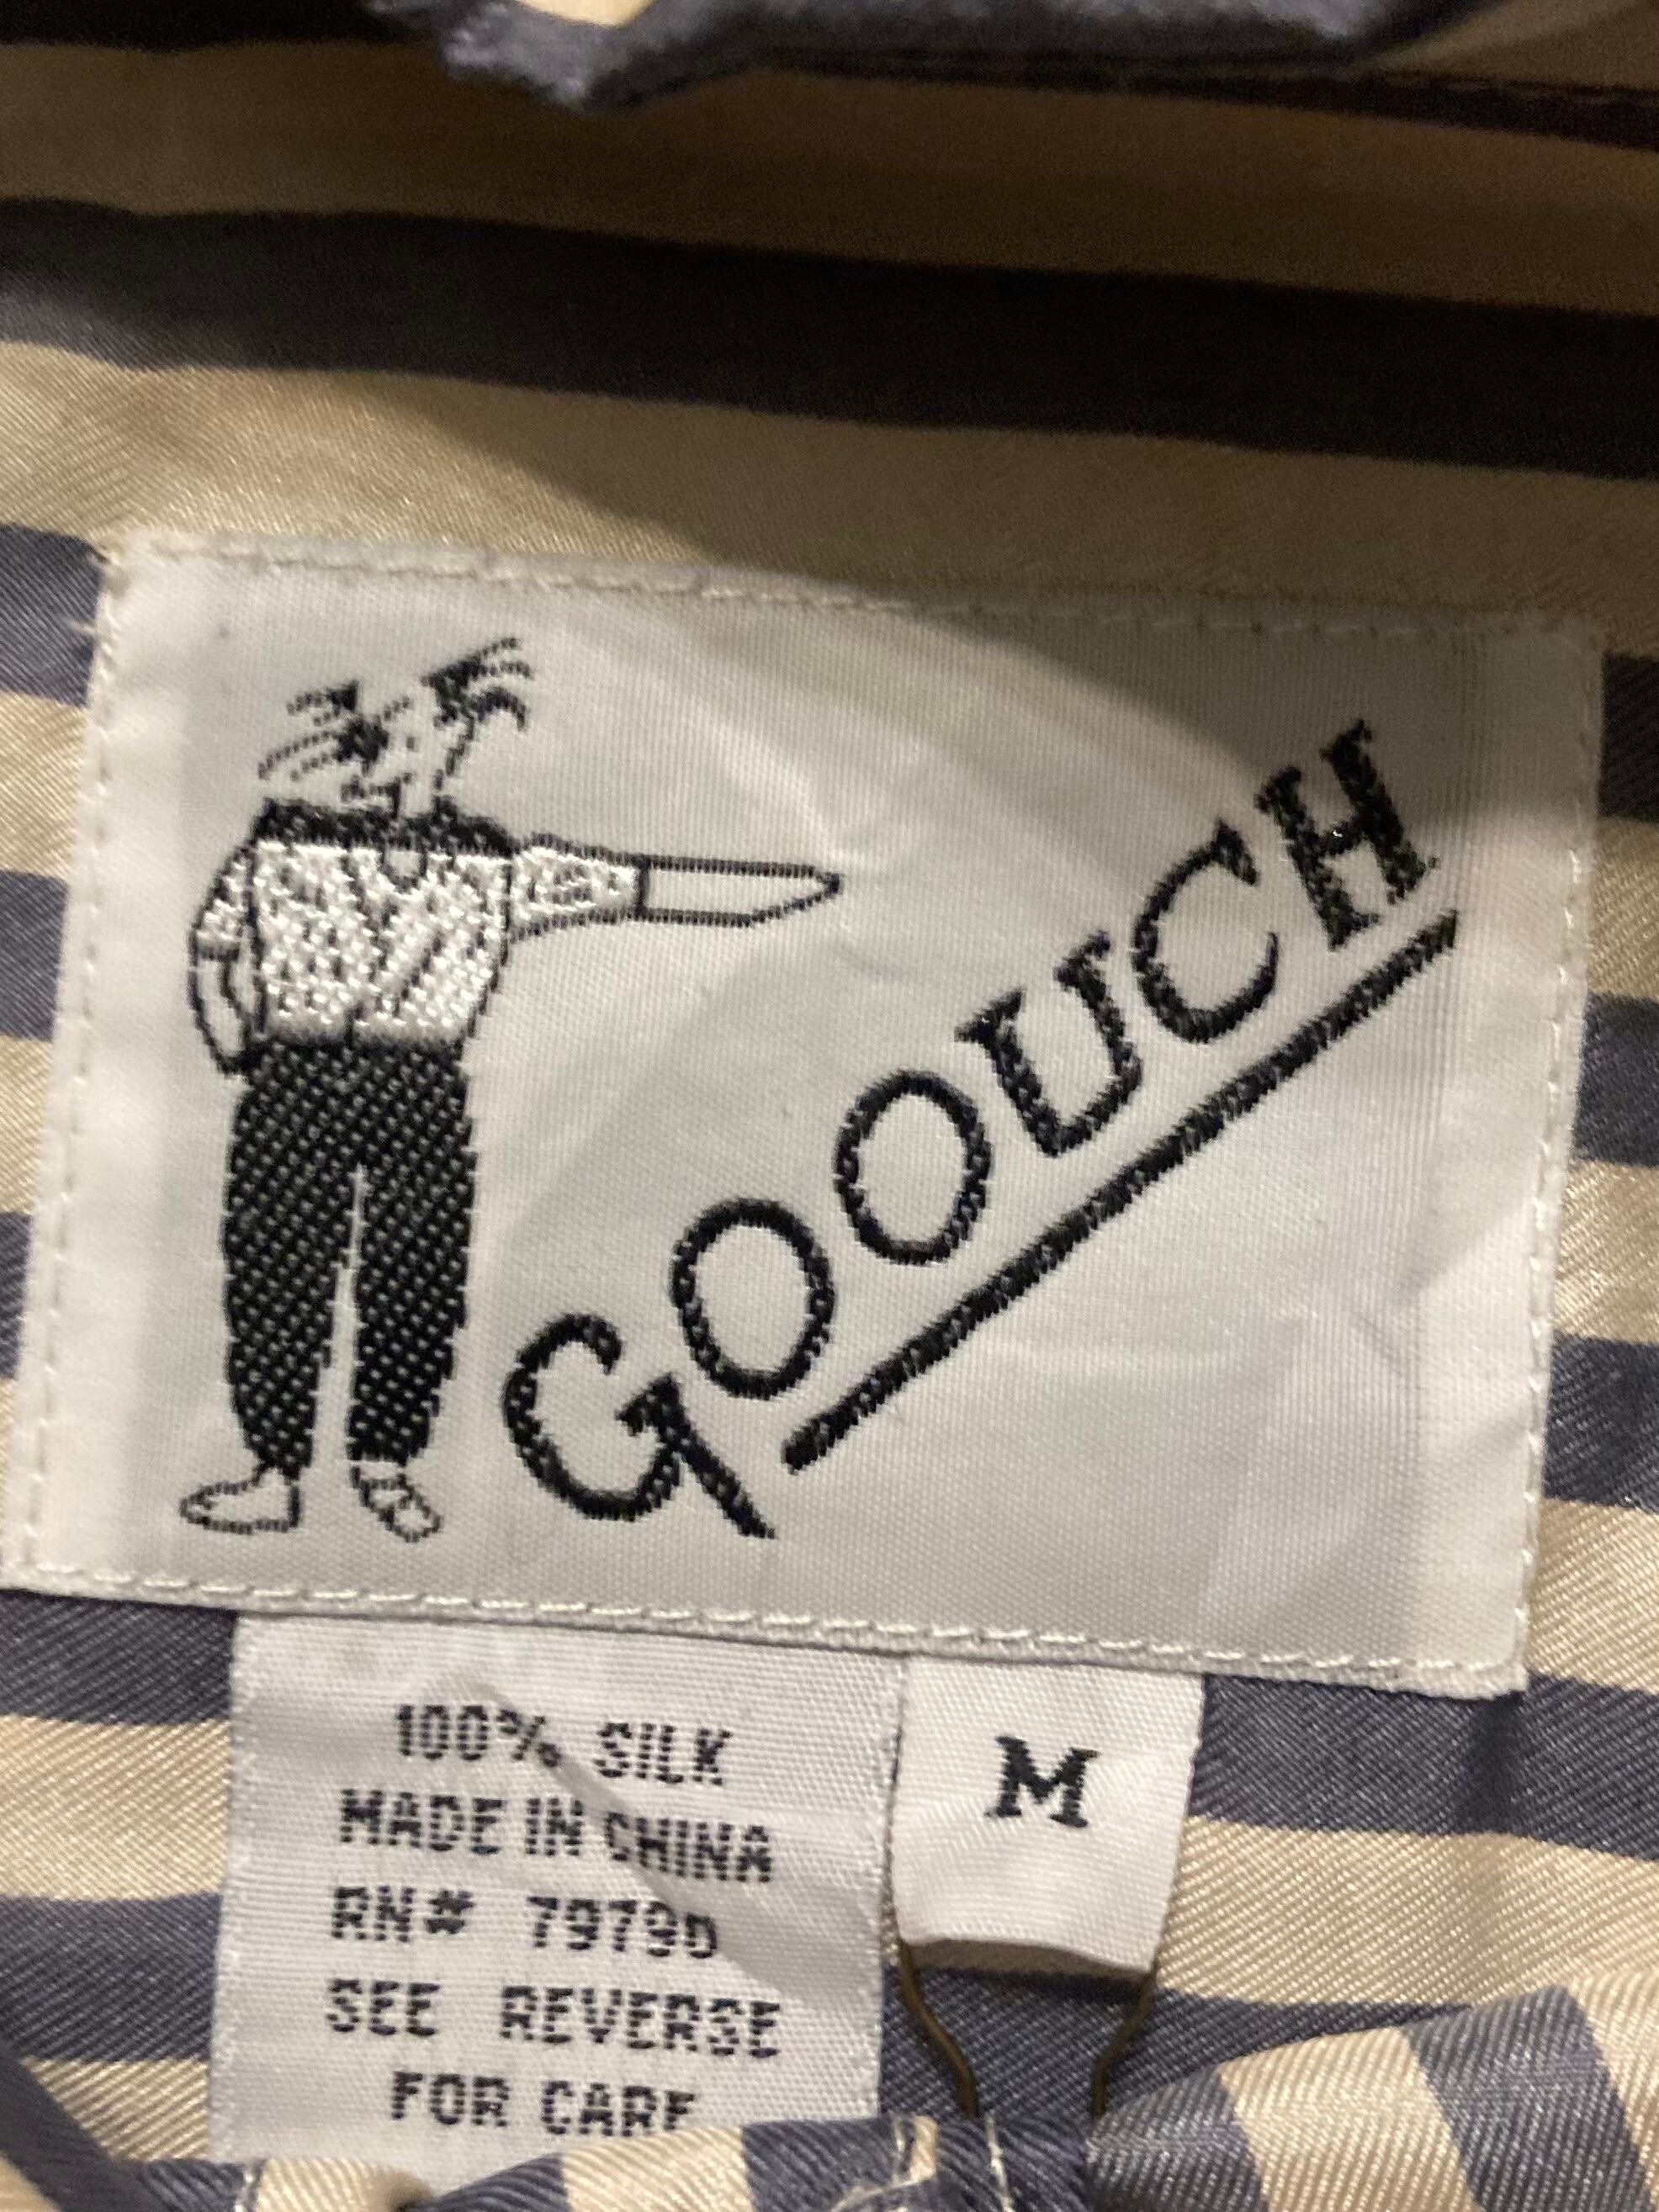 GOOUCH
100% SILK
MADE IN CHINA
RN# 79790
SEE REVERSE
FOR CARE
M